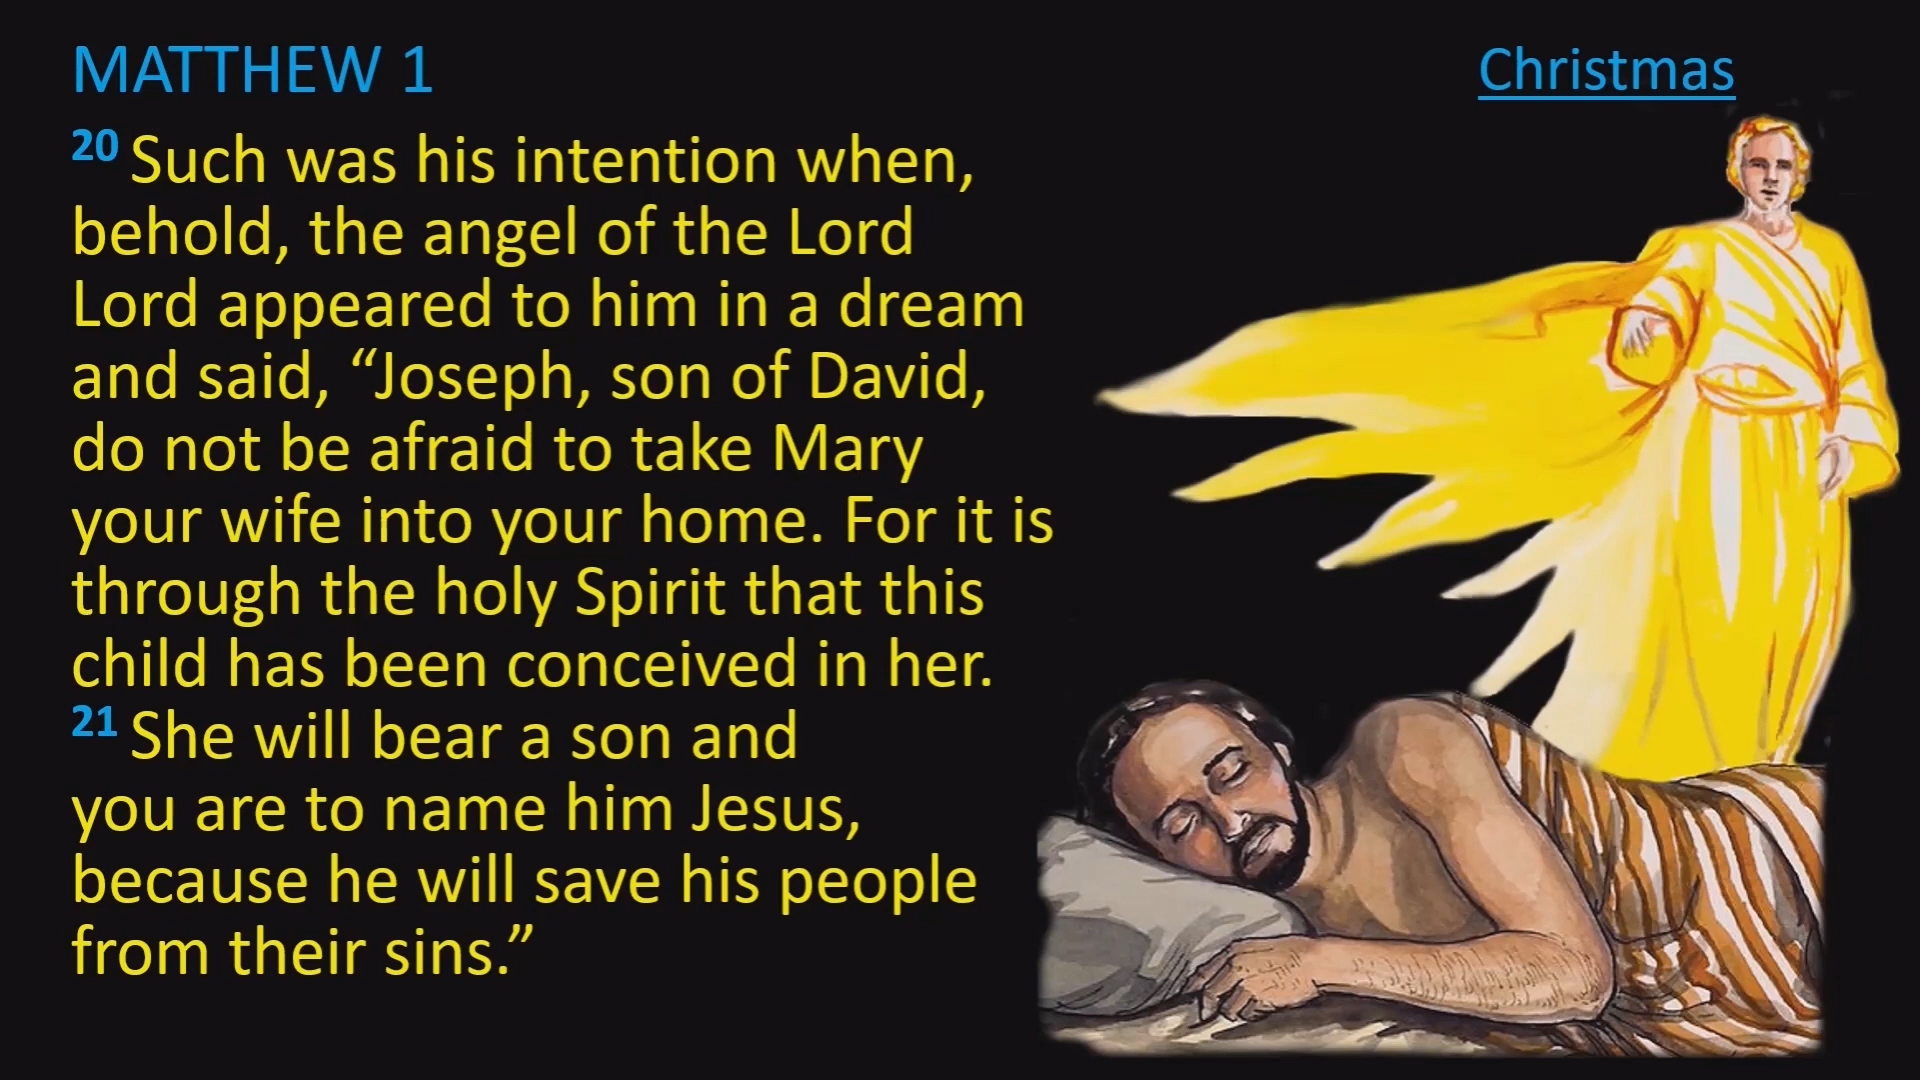 MATTHEW 1
Christmas
20 Such was his intention when,
behold, the angel of the Lord
Lord appeared to him in a dream
and said, “Joseph, son of David,
do not be afraid to take Mary
your wife into your home. For it is
through the holy Spirit that this
child has been conceived in her.
21 She will bear a son and
you are to name him Jesus,
because he will save his people
from their sins.”